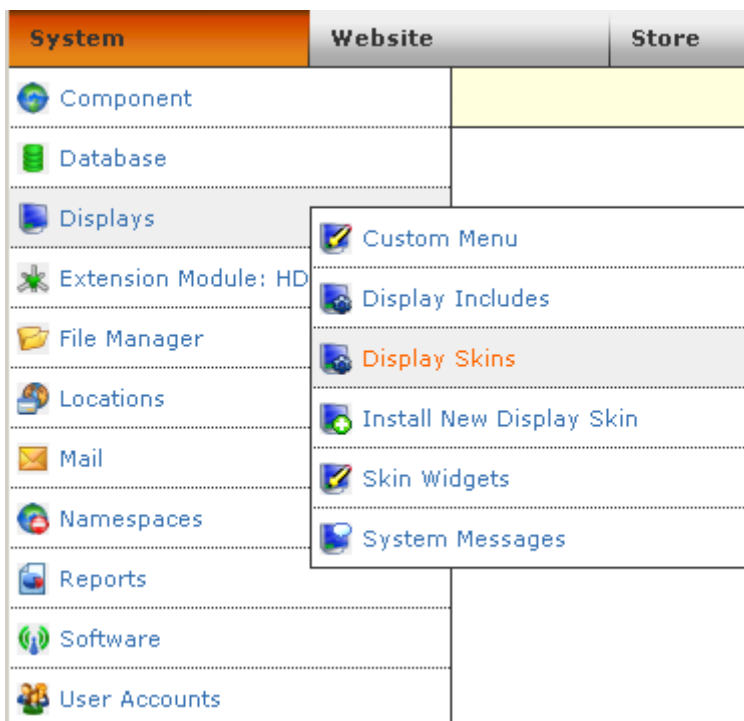 System Website Store
Component
Database
Displays
Custom Menu
Extension Module: HD
Display Includes
File Manager
Display Skins
Locations
Install New Display Skin
Mail
Skin Widgets
Namespaces
System Messages
Reports
Software
User Accounts